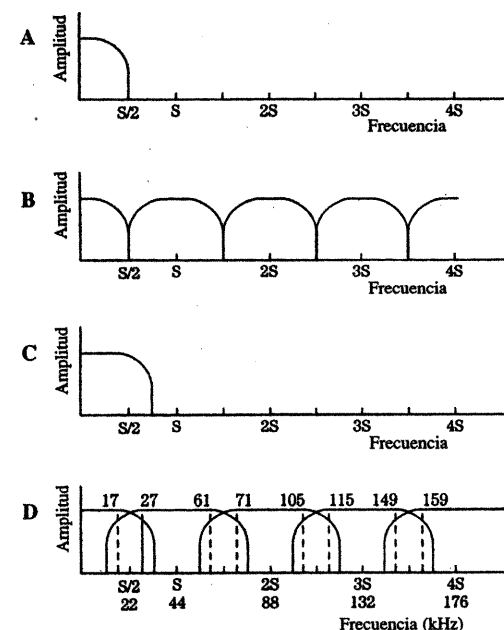 A
Amplitud
S/2 S 2S 3S 4S
Frecuencia
B
Amplitud
S/2 S 2S 3S 4S
Frecuencia
C
Amplitud
S/2 S 2S 3S 4S
Frecuencia
D
Amplitud
17 27 61 71 105 115 149 159
S/2 S 2S 3S 4S
22 44 88 132 176
Frecuencia (kHz)